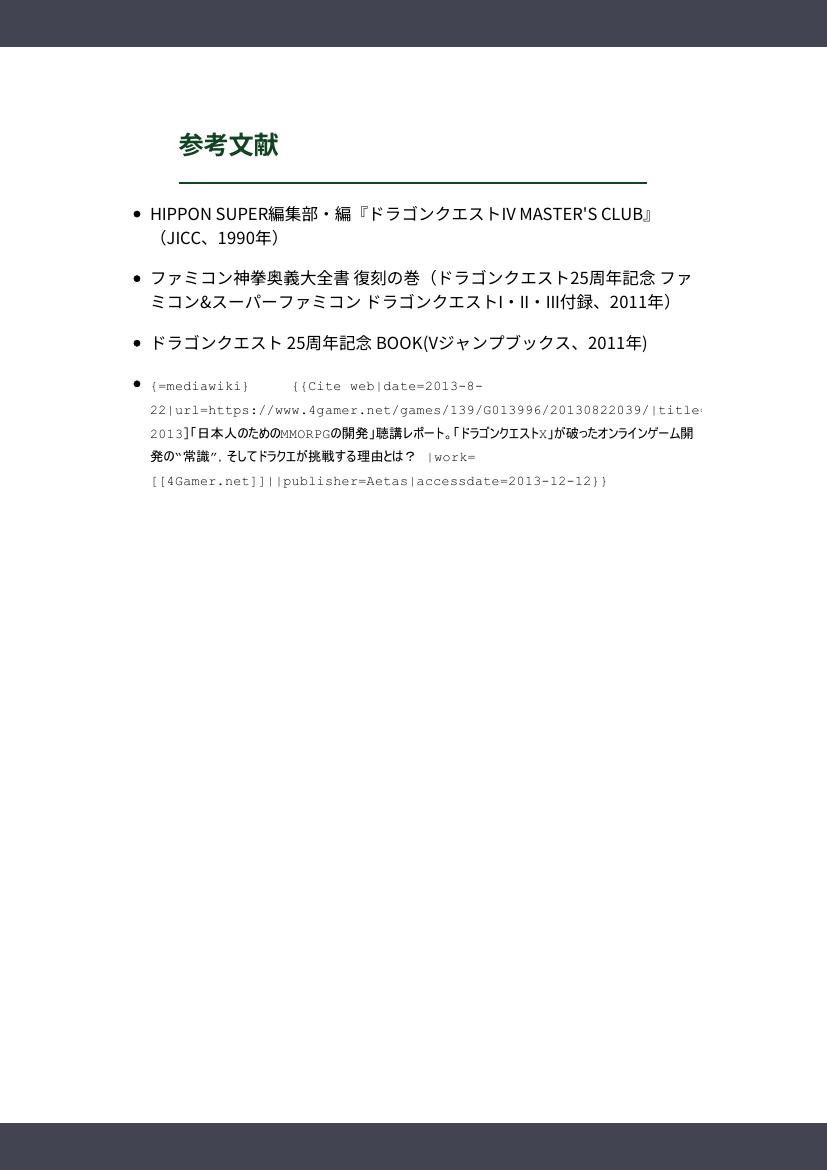 参考文献
HIPPON SUPER編集部・編『ドラゴンクエストIV MASTER'S CLUB』
（JICC、1990年）
ファミコン神拳奥義大全書 復刻の巻（ドラゴンクエスト25周年記念 ファ
ミコン&スーパーファミコン ドラゴンクエストI・II・III付録、2011年）
ドラゴンクエスト 25周年記念 BOOK(Vジャンプブックス、2011年)
{=mediawiki} {{Cite web|date=2013-8-
22|url=https://www.4gamer.net/games/139/G013996/20130822039/|title=
2013]「日本人のためのMMORPGの開発」聴講レポート。「ドラゴンクエストX」が破ったオンラインゲーム開
発の“常識”，そしてドラクエが挑戦する理由とは？ |work=
[[4Gamer.net]]||publisher=Aetas|accessdate=2013-12-12}}